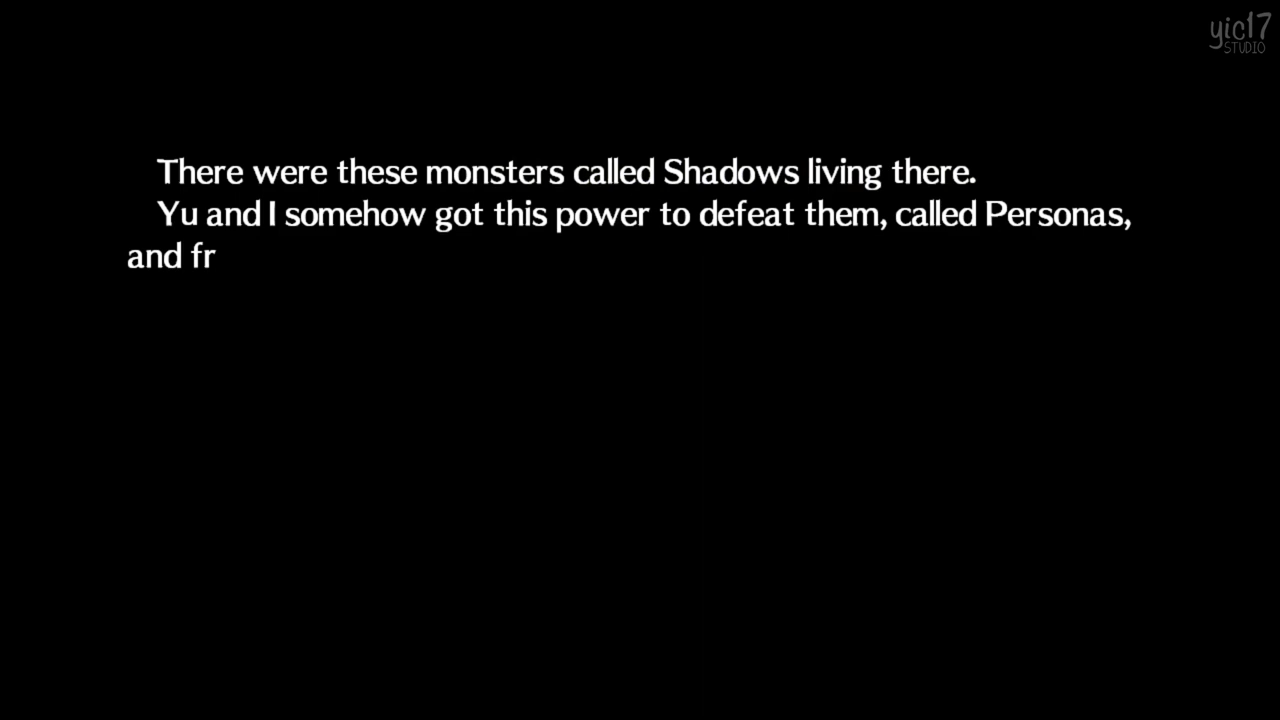 yic17
STUDIO
There were these monsters called Shadows living there.
Yu and I somehow got this power to defeat them, called Personas,
and fr